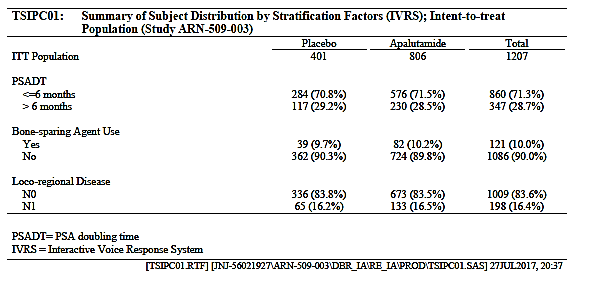 TSIPC01: Summary of Subject Distribution by Stratification Factors (IVRS); Intent-to-treat
Population (Study ARN-509-003)
Placebo Apalutamide Total
ITT Population 401 806 1207
PSADT
<=6 months 284 (70.8%) 576 (71.5%) 860 (71.3%)
> 6 months 117 (29.2%) 230 (28.5%) 347 (28.7%)
Bone-sparing Agent Use
Yes 39 (9.7%) 82 (10.2%) 121 (10.0%)
No 362 (90.3%) 724 (89.8%) 1086 (90.0%)
Loco-regional Disease
N0 336 (83.8%) 673 (83.5%) 1009 (83.6%)
N1 65 (16.2%) 133 (16.5%) 198 (16.4%)
PSADT= PSA doubling time
IVRS = Interactive Voice Response System
[TSIPC01.RTF] [JNJ-56021927\ARN-509-003\DBR_IA\RE_IA\PROD\TSIPC01.SAS] 27JUL2017, 20:37